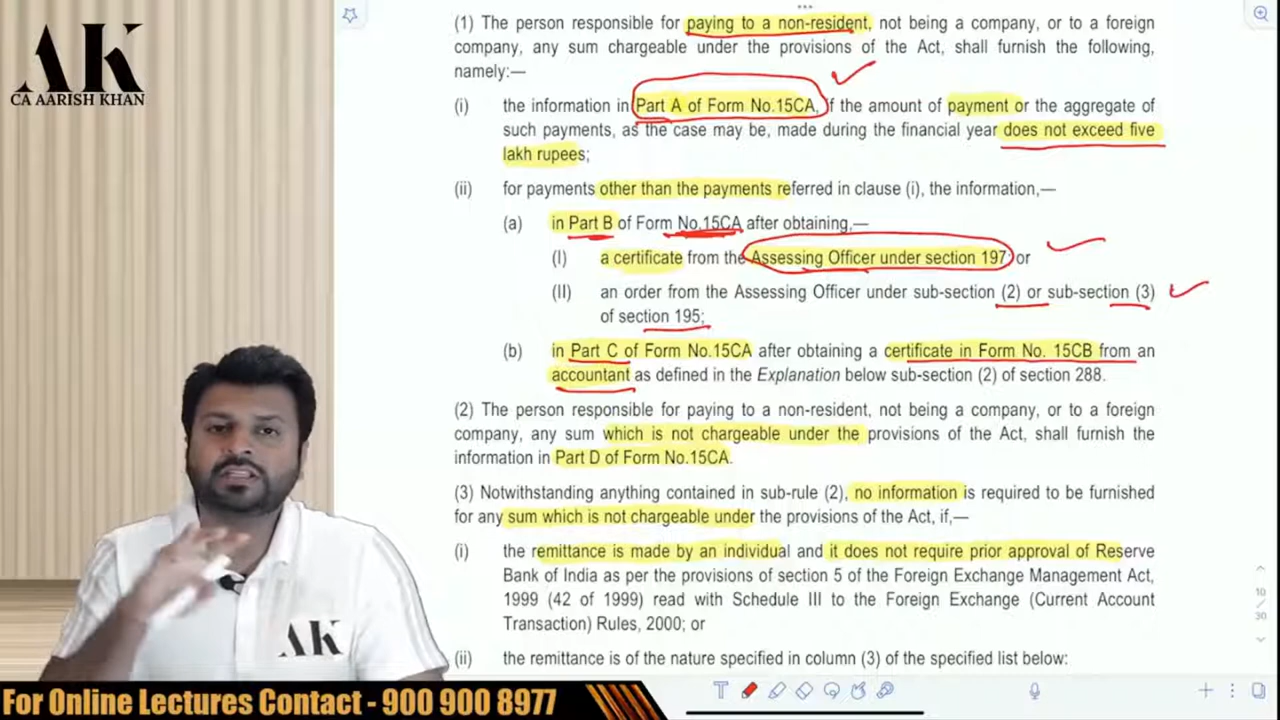 AK
CA AARISH KHAN
(1) The person responsible for paying to a non-resident, not being a company, or to a foreign
company, any sum chargeable under the provisions of the Act, shall furnish the following,
namely:—
(i) the information in Part A of Form No.15CA, if the amount of payment or the aggregate of
such payments, as the case may be, made during the financial year does not exceed five
lakh rupees;
(ii) for payments other than the payments referred in clause (i), the information,—
(a) in Part B of Form No.15CA after obtaining,—
(I) a certificate from the Assessing Officer under section 197; or
(II) an order from the Assessing Officer under sub-section (2) or sub-section (3)
of section 195;
(b) in Part C of Form No.15CA after obtaining a certificate in Form No. 15CB from an
accountant as defined in the Explanation below sub-section (2) of section 288.
(2) The person responsible for paying to a non-resident, not being a company, or to a foreign
company, any sum which is not chargeable under the provisions of the Act, shall furnish the
information in Part D of Form No.15CA.
(3) Notwithstanding anything contained in sub-rule (2), no information is required to be furnished
for any sum which is not chargeable under the provisions of the Act, if,—
(i) the remittance is made by an individual and it does not require prior approval of Reserve
Bank of India as per the provisions of section 5 of the Foreign Exchange Management Act,
1999 (42 of 1999) read with Schedule III to the Foreign Exchange (Current Account
Transaction) Rules, 2000; or
(ii) the remittance is of the nature specified in column (3) of the specified list below:
10
/
30
AK
For Online Lectures Contact - 900 900 8977